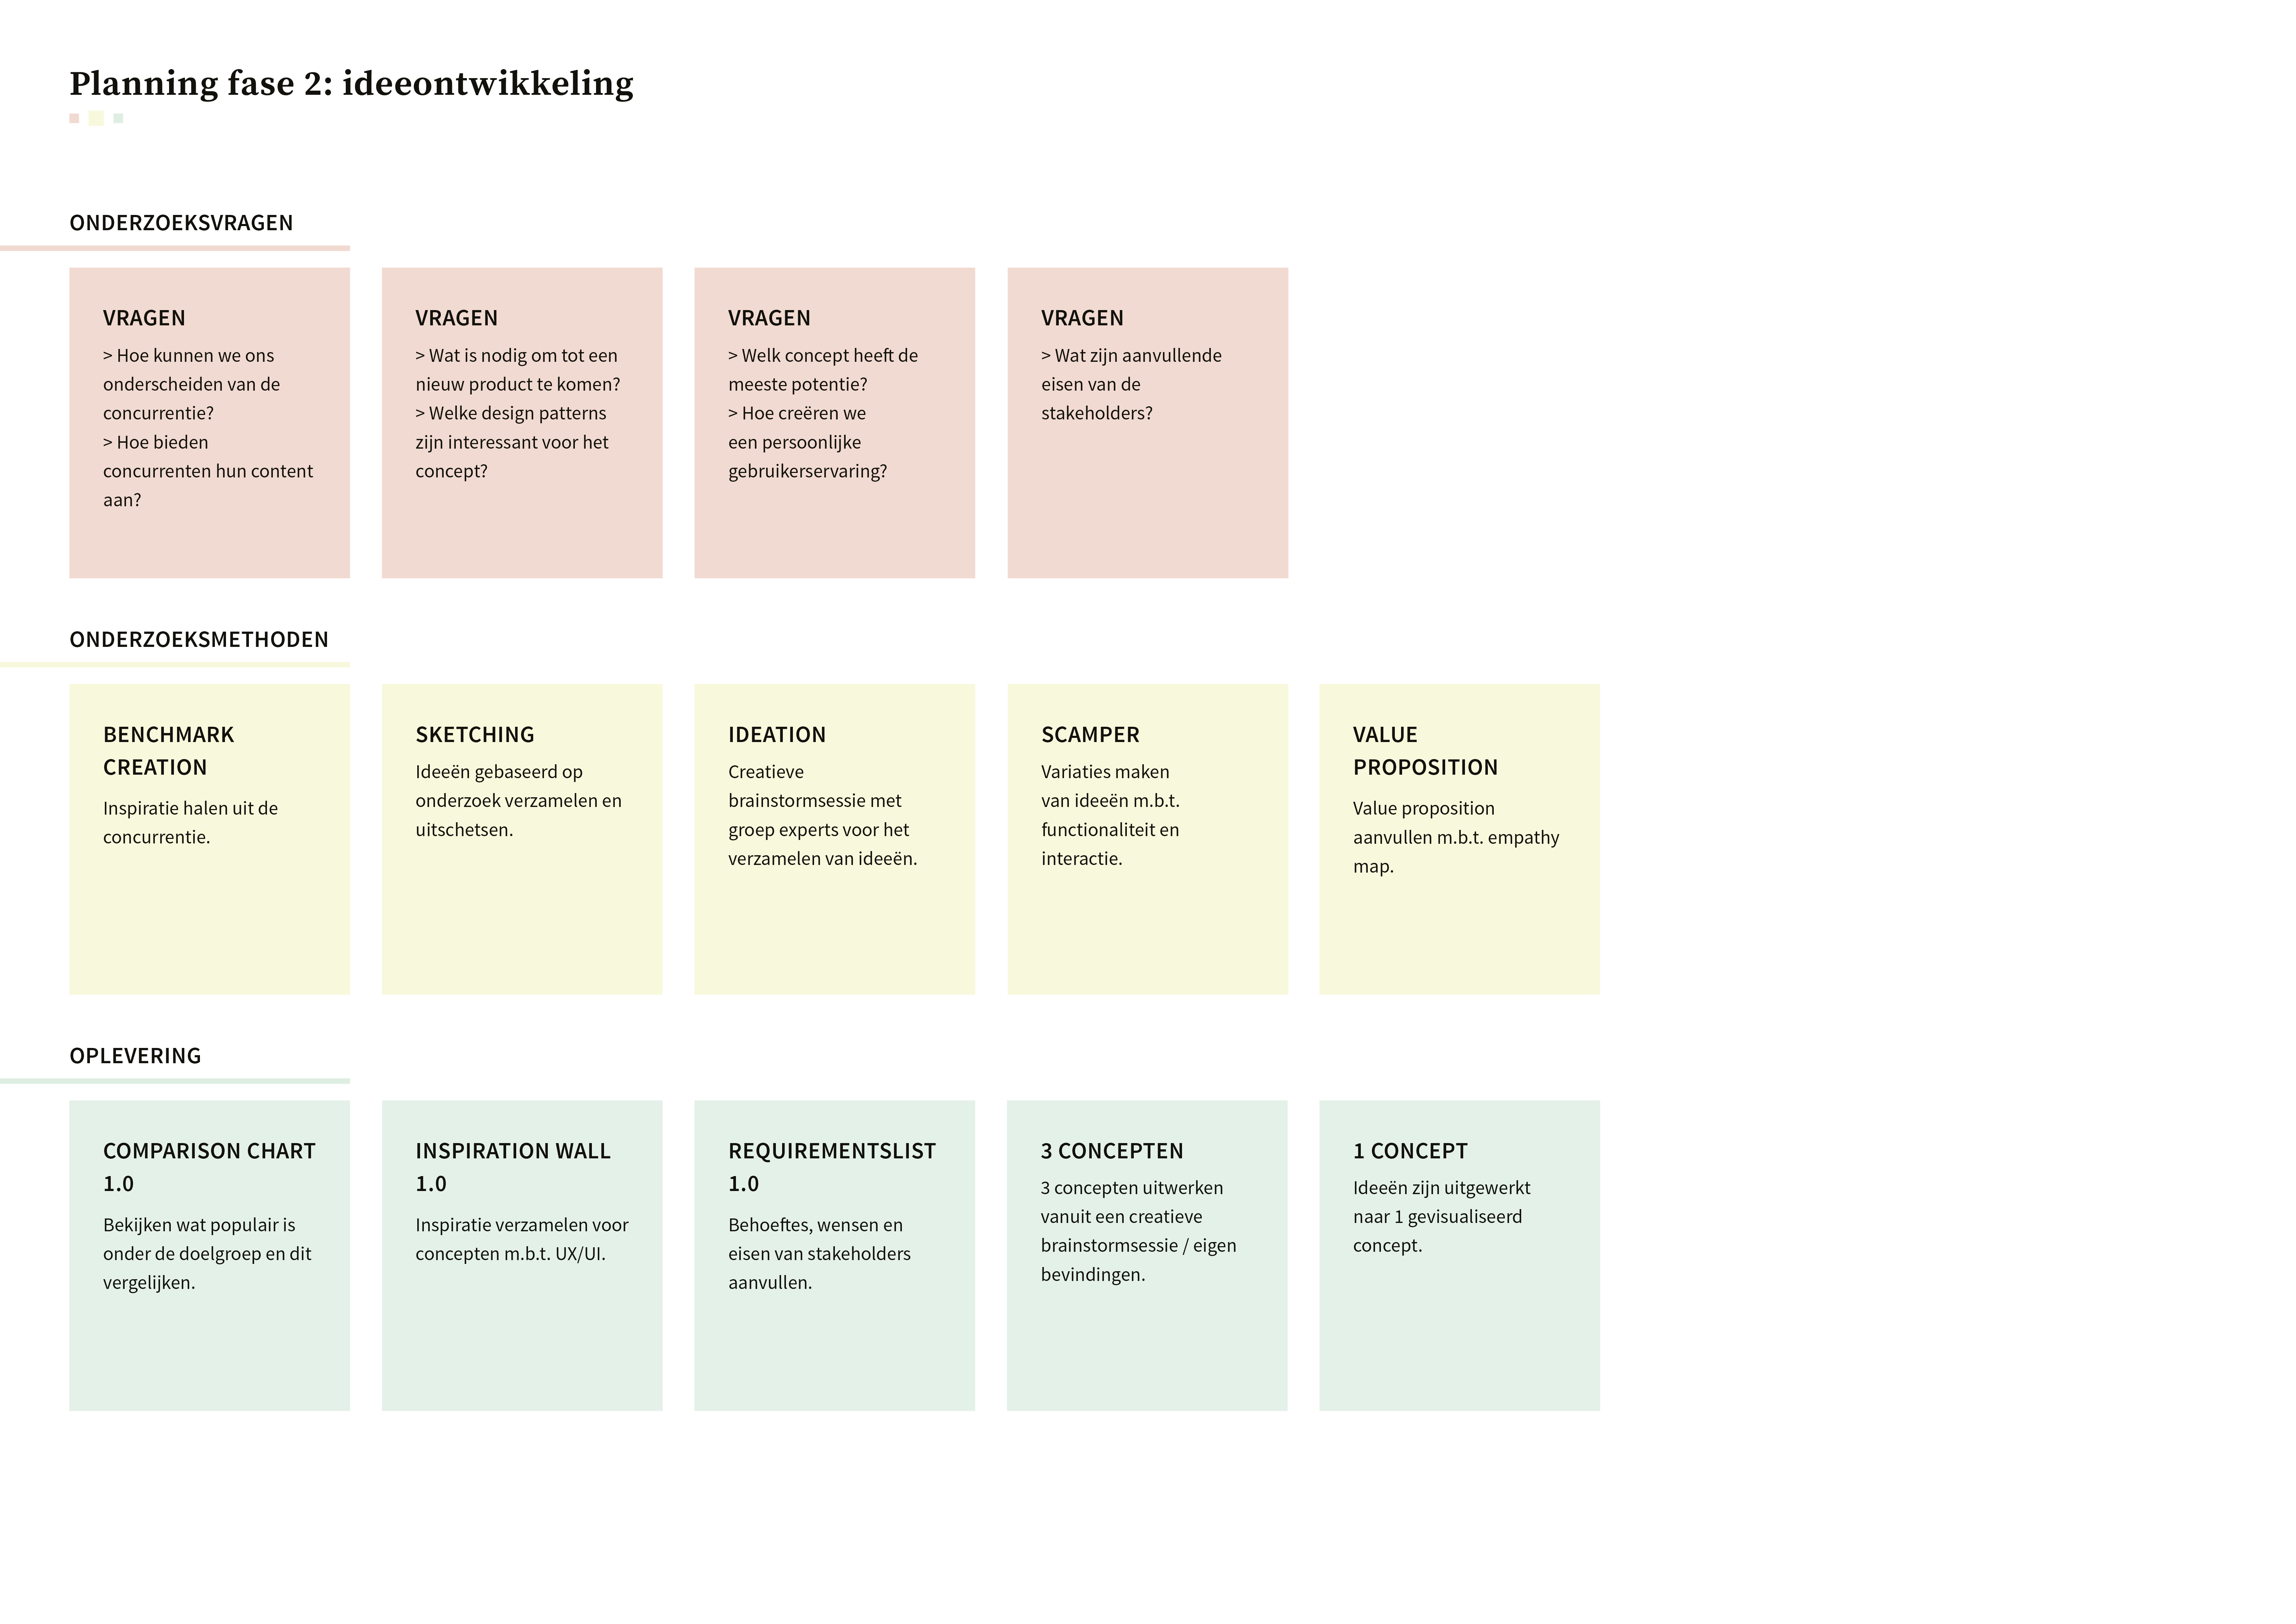 Planning fase 2: ideeontwikkeling
ONDERZOEKSVRAGEN
VRAGEN
> Hoe kunnen we ons
onderscheiden van de
concurrentie?
> Hoe bieden
concurrenten hun content
aan?
VRAGEN
> Wat is nodig om tot een
nieuw product te komen?
> Welke design patterns
zijn interessant voor het
concept?
VRAGEN
> Welk concept heeft de
meeste potentie?
> Hoe creëren we
een persoonlijke
gebruikerservaring?
VRAGEN
> Wat zijn aanvullende
eisen van de
stakeholders?
ONDERZOEKSMETHODEN
BENCHMARK
CREATION
Inspiratie halen uit de
concurrentie.
SKETCHING
Ideeën gebaseerd op
onderzoek verzamelen en
uitschetsen.
IDEATION
Creatieve
brainstormsessie met
groep experts voor het
verzamelen van ideeën.
SCAMPER
Variaties maken
van ideeën m.b.t.
functionaliteit en
interactie.
VALUE
PROPOSITION
Value proposition
aanvullen m.b.t. empathy
map.
OPLEVERING
COMPARISON CHART
1.0
Bekijken wat populair is
onder de doelgroep en dit
vergelijken.
INSPIRATION WALL
1.0
Inspiratie verzamelen voor
concepten m.b.t. UX/UI.
REQUIREMENTSLIST
1.0
Behoeftes, wensen en
eisen van stakeholders
aanvullen.
3 CONCEPTEN
3 concepten uitwerken
vanuit een creatieve
brainstormsessie / eigen
bevindingen.
1 CONCEPT
Ideeën zijn uitgewerkt
naar 1 gevisualiseerd
concept.